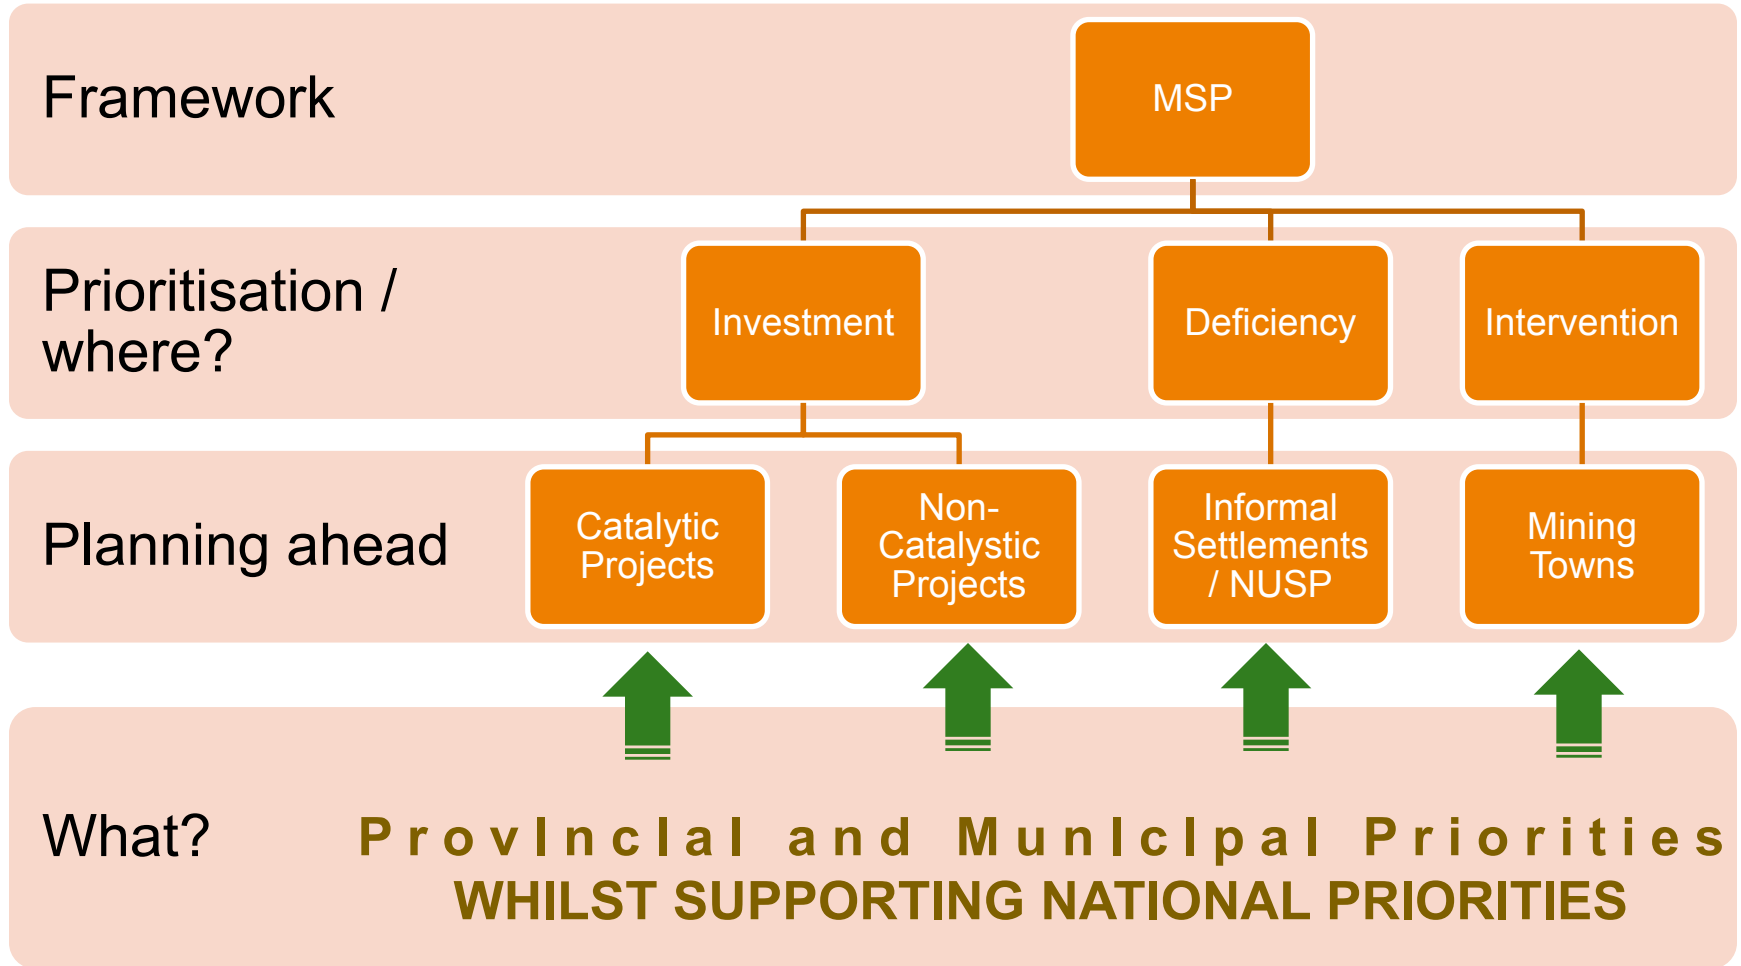 Framework
MSP
Prioritisation /
where?
Investment
Deficiency
Intervention
Planning ahead
Catalytic
Projects
Non-
Catalystic
Projects
Informal
Settlements
/ NUSP
Mining
Towns
What?
ProvIncIal and MunIcIpal Priorities
WHILST SUPPORTING NATIONAL PRIORITIES